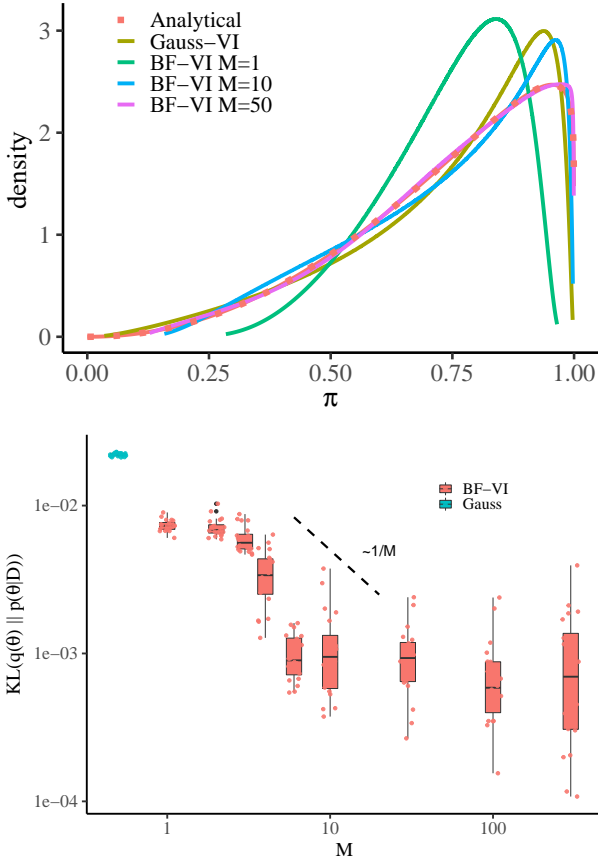 Analytical
Gauss−VI
BF−VI M=1
BF−VI M=10
BF−VI M=50
density
3
2
1
0
0.00 0.25 0.50 0.75 1.00
π
KL(q(θ) || p(θ|D))
1e−02
1e−03
1e−04
BF−VI
Gauss
~1/M
1 10 100
M